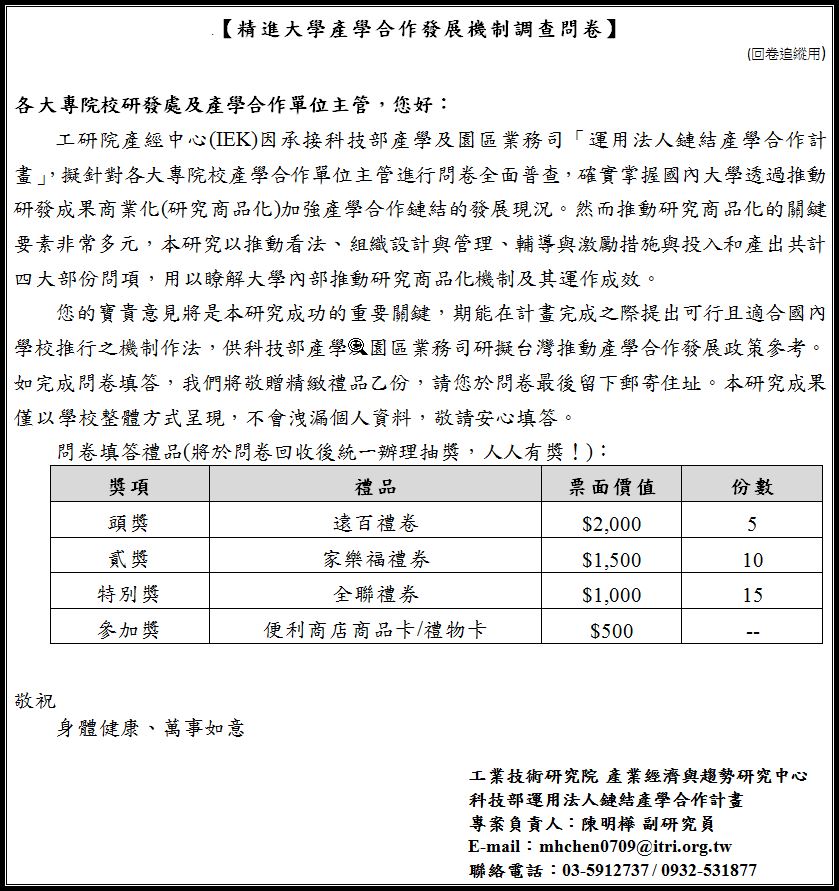 【精進大學產學合作發展機制調查問卷】
(回卷追縱用)
各大專院校研發處及產學合作單位主管，您好：
工研院產經中心(IEK)因承接科技部產學及園區業務司「運用法人鏈結產學合作計
畫」，擬針對各大專院校產學合作單位主管進行問卷全面普查，確實掌握國內大學透過推動
研發成果商業化(研究商品化)加強產學合作鏈結的發展現況。然而推動研究商品化的關鍵
要素非常多元，本研究以推動看法、組織設計與管理、輔導與激勵措施與投入和產出共計
四大部份問項，用以瞭解大學內部推動研究商品化機制及其運作成效。
您的寶貴意見將是本研究成功的重要關鍵，期能在計畫完成之際提出可行且適合國內
學校推行之機制作法，供科技部產學及園區業務司研擬台灣推動產學合作發展政策參考。
如完成問卷填答，我們將敬贈精緻禮品乙份，請您於問卷最後留下郵寄住址。本研究成果
僅以學校整體方式呈現，不會洩漏個人資料，敬請安心填答。
問卷填答禮品(將於問卷回收後統一辦理抽獎，人人有獎！)：
獎項 禮品 票面價值 份數
頭獎 遠百禮卷 $2,000 5
貳獎 家樂福禮券 $1,500 10
特別獎 全聯禮券 $1,000 15
參加獎 便利商店商品卡/禮物卡 $500 --
敬祝
身體健康、萬事如意
工業技術研究院 產業經濟與趨勢研究中心
科技部運用法人鏈結產學合作計畫
專案負責人：陳明樺 副研究員
E-mail：mhchen0709@itri.org.tw
聯絡電話：03-5912737 / 0932-531877